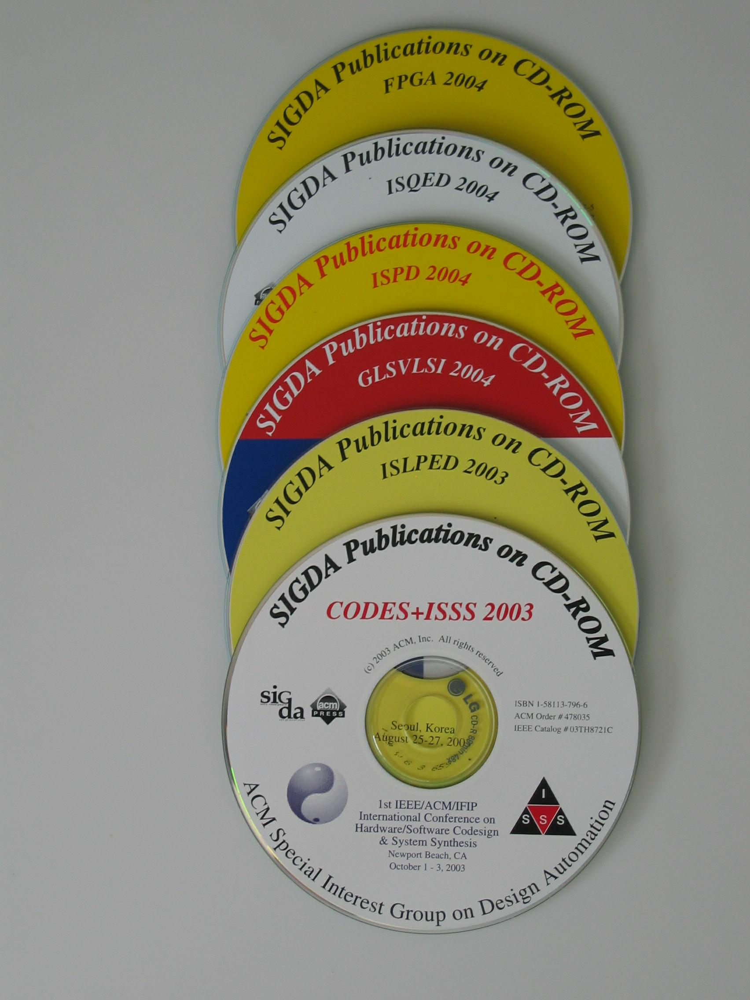 SIGDA Publications on CD-ROM
FPGA 2004
SIGDA Publications on CD-ROM
ISQED 2004
SIGDA Publications on CD-ROM
ISPD 2004
SIGDA Publications on CD-ROM
GLSVLSI 2004
SIGDA Publications on CD-ROM
ISLPED 2003
SIGDA Publications on CD-ROM
CODES+ISSS 2003
(c) 2003 ACM, Inc. All rights reserved
sigda
acm
PRESS
ISBN 1-58113-796-6
ACM Order # 478035
IEEE Catalog # 03TH8721C
LG CD-R 80min 48x
Seoul, Korea
August 25-27, 200
1st IEEE/ACM/IFIP
International Conference on
Hardware/Software Codesign
& System Synthesis
Newport Beach, CA
October 1 - 3, 2003
I
S S S
ACM Special Interest Group on Design Automation